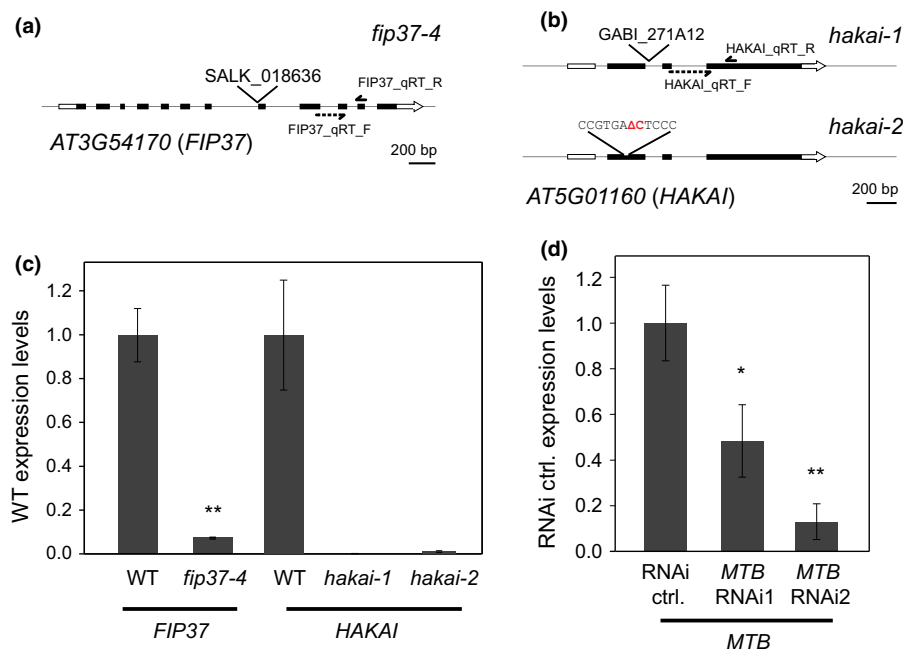 (a)
fip37-4
SALK_018636
FIP37_qRT_R
FIP37_qRT_F
AT3G54170 (FIP37)
200 bp
(b)
GABI_271A12
hakai-1
HAKAI_qRT_R
HAKAI_qRT_F
hakai-2
CCGTGAΔCTCCC
AT5G01160 (HAKAI)
200 bp
(c)
WT expression levels
1.2
1.0
0.8
0.6
0.4
0.2
0.0
**
WT
fip37-4
WT
hakai-1
hakai-2
FIP37
HAKAI
(d)
RNAi ctrl. expression levels
1.2
1.0
0.8
0.6
0.4
0.2
0.0
*
**
RNAi
ctrl.
MTB
RNAi1
MTB
RNAi2
MTB